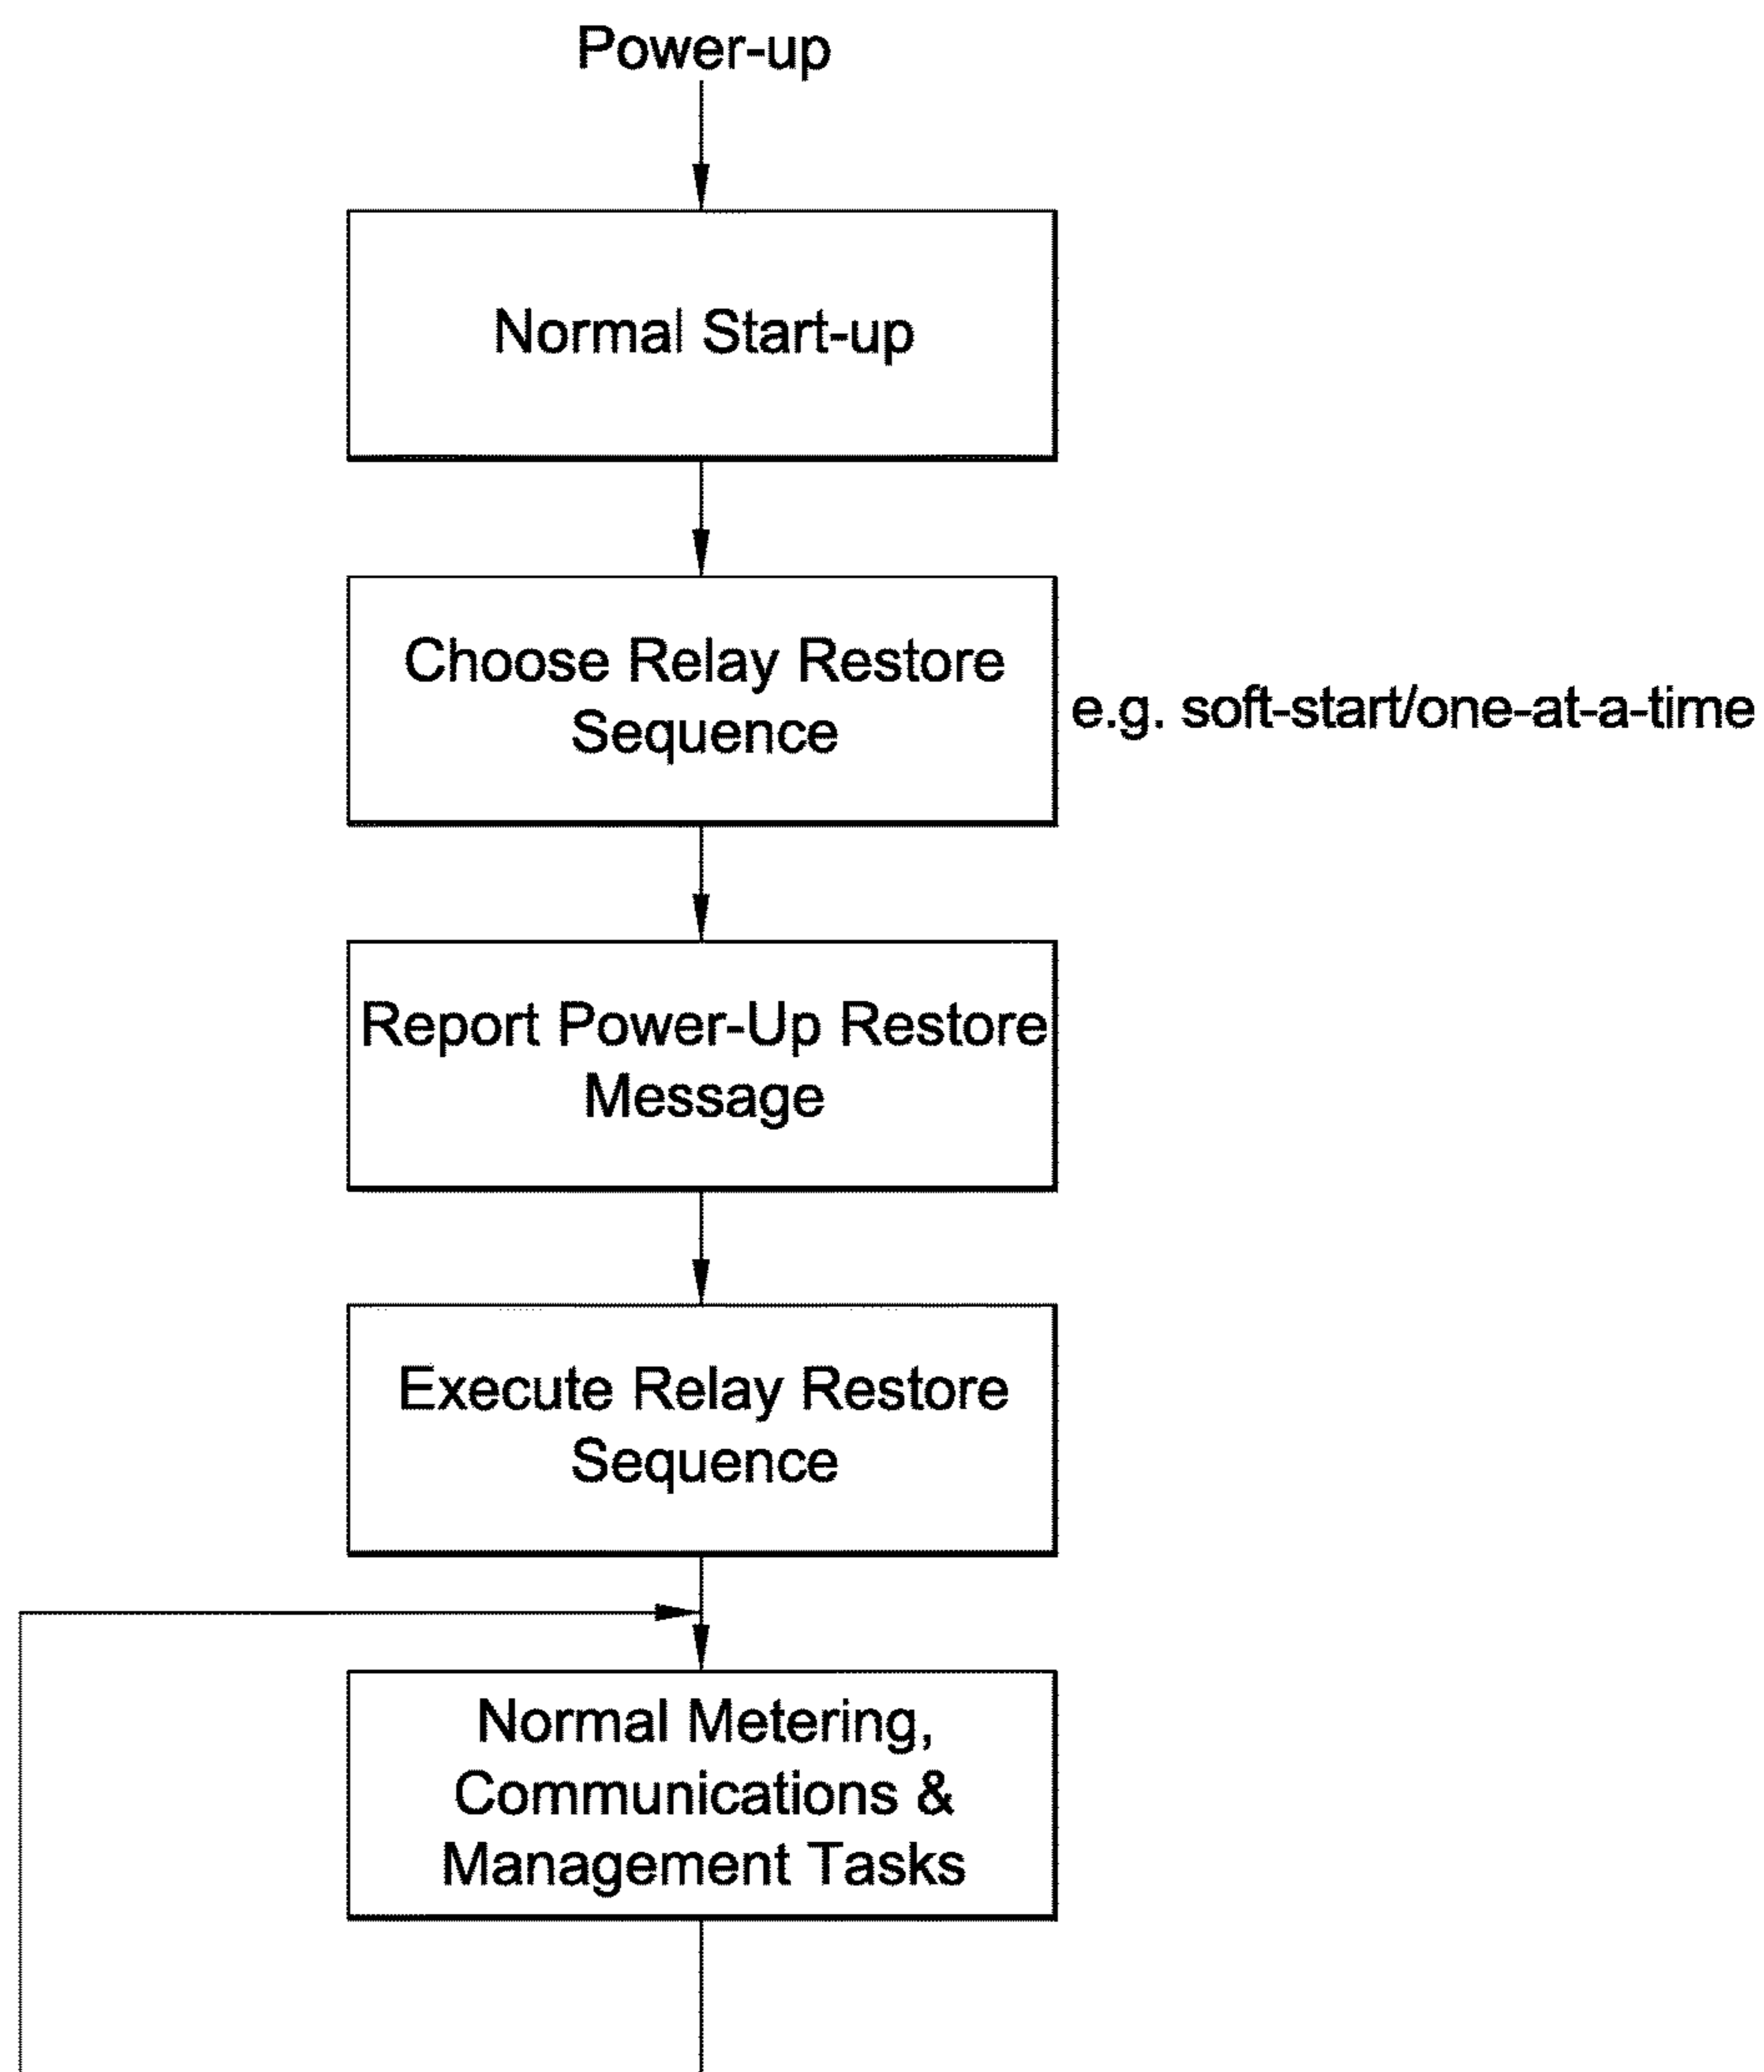 Power-up
Normal Start-up
Choose Relay Restore
Sequence
e.g. soft-start/one-at-a-time
Report Power-Up Restore
Message
Execute Relay Restore
Sequence
Normal Metering,
Communications &
Management Tasks